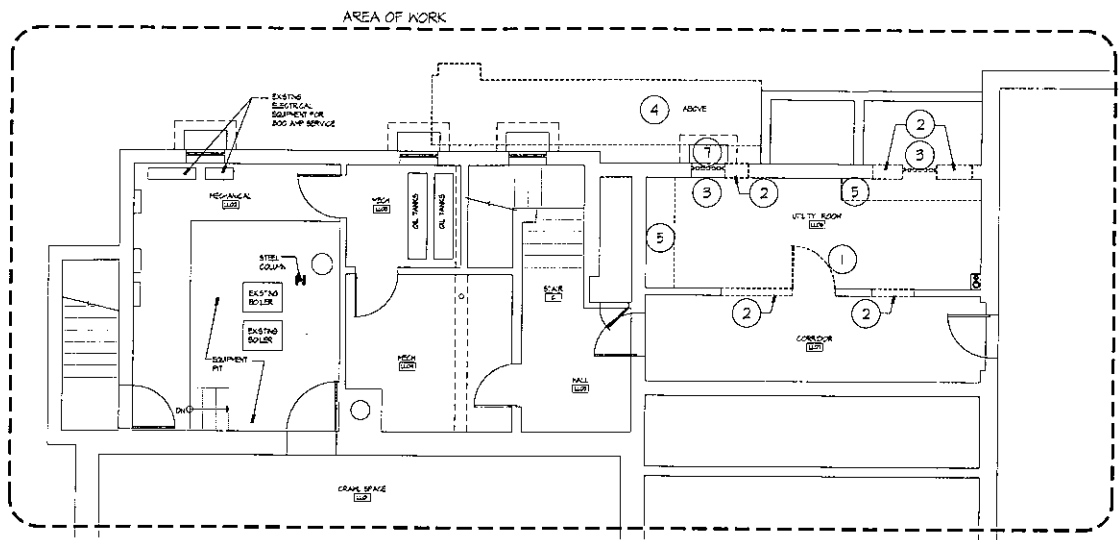 AREA OF WORK
EXISTING
ELECTRICAL
EQUIPMENT FOR
800 AMP SERVICE
4
ABOVE
2
3
7
MECHANICAL
MECH
OIL TANKS
OIL TANKS
3
2
5
UTILITY ROOM
5
1
STEEL
COLUMN
EXISTING
BOILER
EXISTING
BOILER
STAIR
2
2
CORRIDOR
EQUIPMENT
PIT
MECH
HALL
DN
CRAWL SPACE